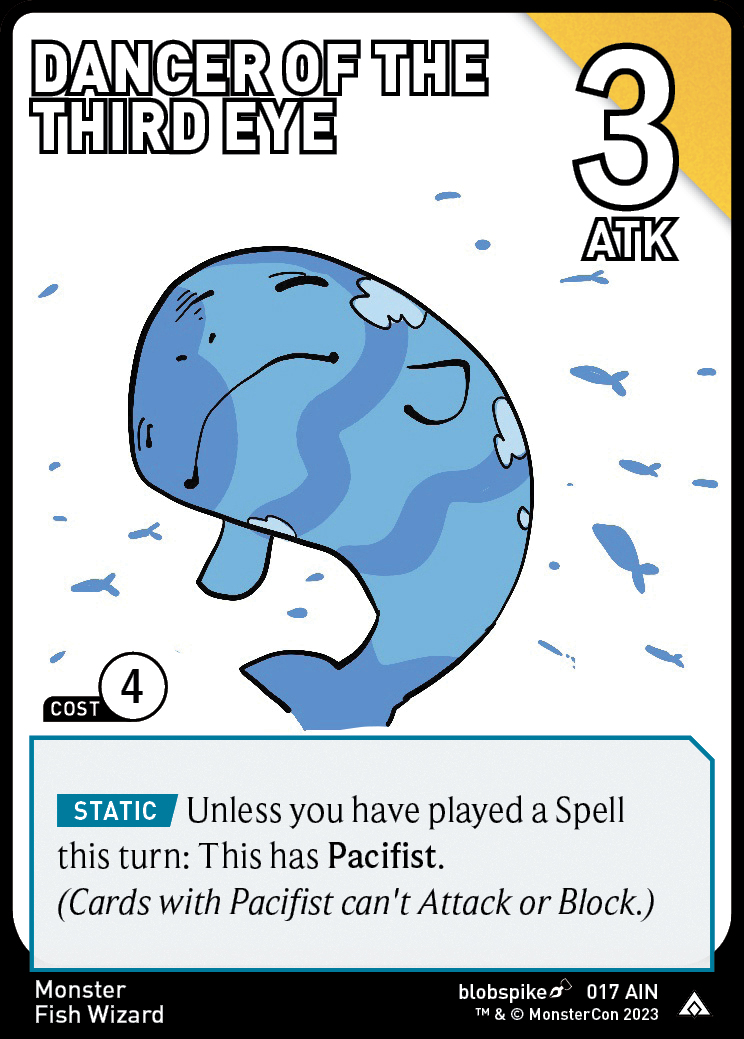 DANCER OF THE
THIRD EYE
3
ATK
COST 4
STATIC Unless you have played a Spell
this turn: This has Pacifist.
(Cards with Pacifist can't Attack or Block.)
Monster
Fish Wizard
blobspike 017 AIN
™ & © MonsterCon 2023